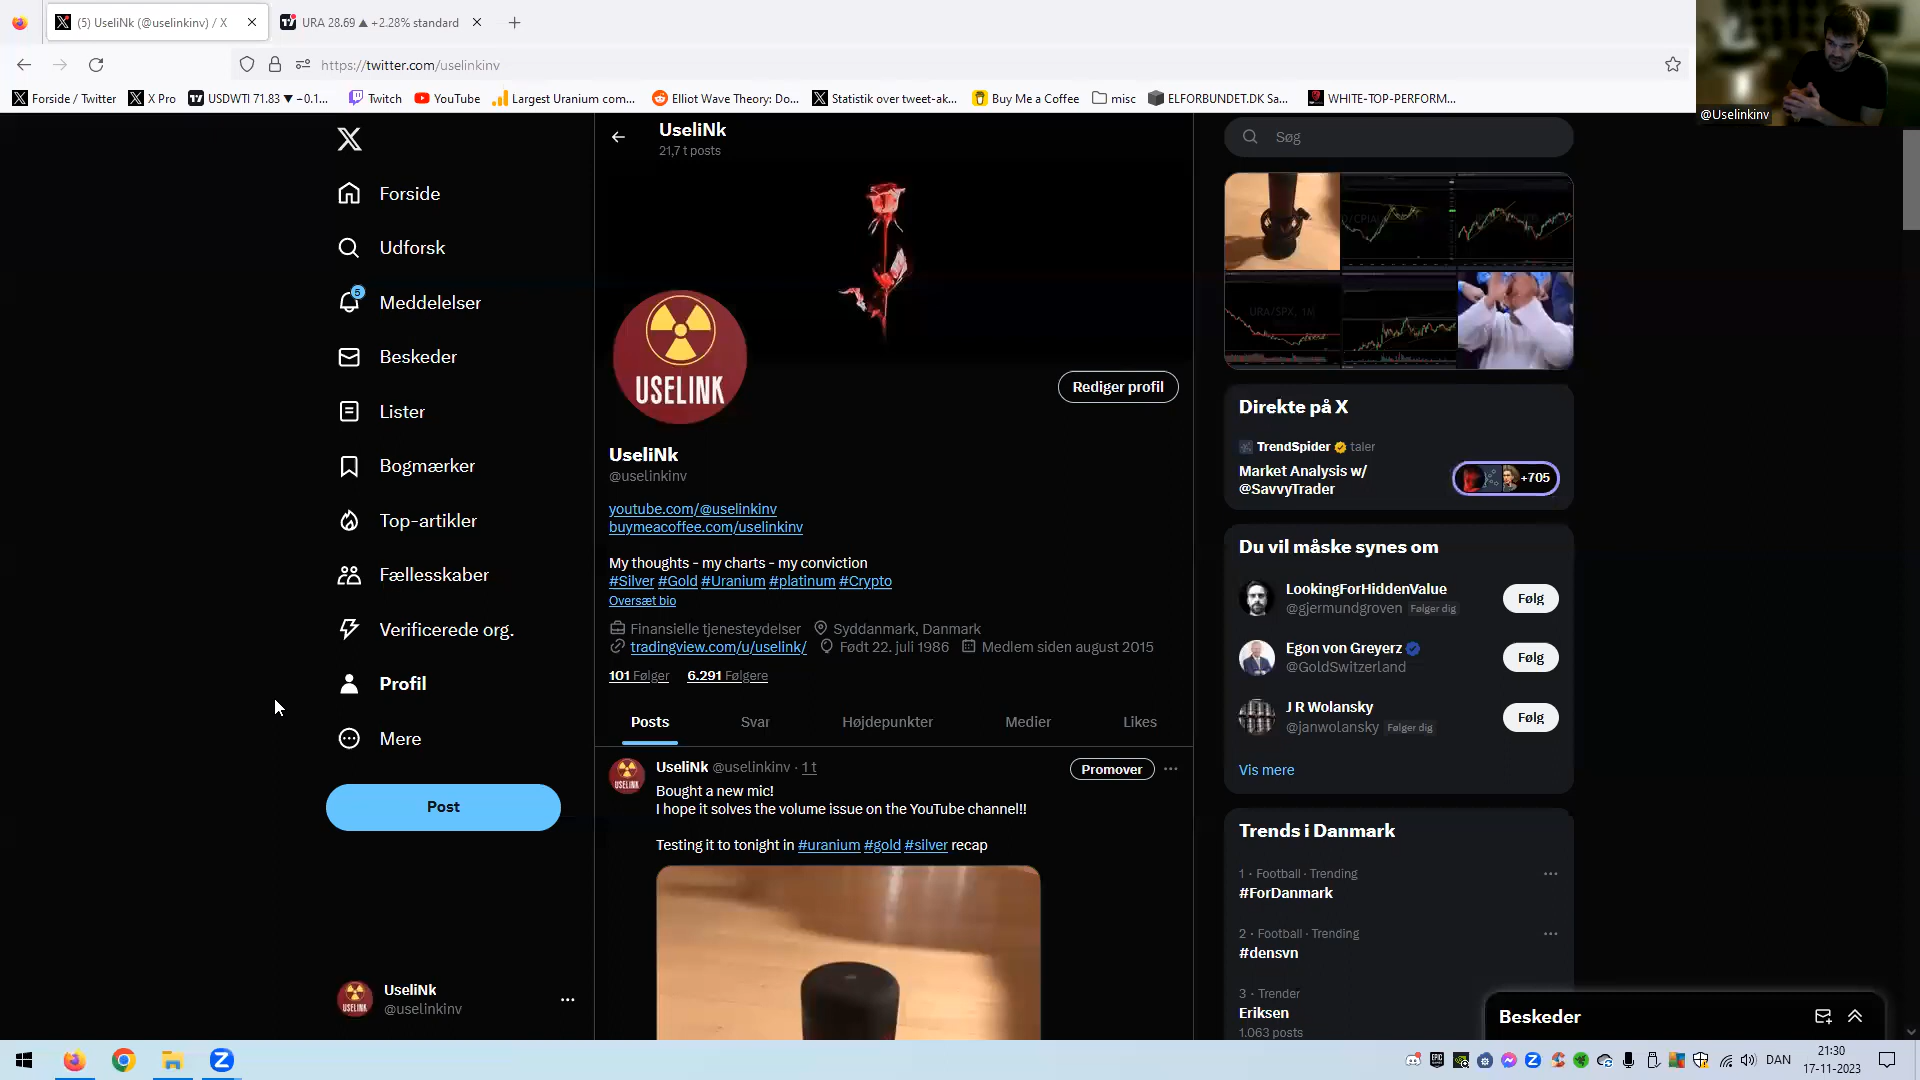 (5) UseliNk (@uselinkinv) / X
URA 28.69 ▲ +2.28% standard
https://twitter.com/uselinkinv
Forside / Twitter
X Pro
USDWTI 71.83 ▼ −0.1...
Twitch
YouTube
Largest Uranium com...
Elliot Wave Theory: Do...
Statistik over tweet-ak...
Buy Me a Coffee
misc
ELFORBUNDET.DK Sa...
WHITE-TOP-PERFORM...
@Uselinkinv
Forside
Udforsk
5
Meddelelser
Beskeder
Lister
Bogmærker
Top-artikler
Fællesskaber
Verificerede org.
Profil
Mere
Post
UseliNk
@uselinkinv
UseliNk
21,7 t posts
USELINK
Rediger profil
UseliNk
@uselinkinv
youtube.com/@uselinkinv
buymeacoffee.com/uselinkinv
My thoughts - my charts - my conviction
#Silver #Gold #Uranium #platinum #Crypto
Oversæt bio
Finansielle tjenesteydelser Syddanmark, Danmark
tradingview.com/u/uselink/ Født 22. juli 1986 Medlem siden august 2015
101 Følger 6.291 Følgere
Posts Svar Højdepunkter Medier Likes
UseliNk @uselinkinv · 1 t
Promover
Bought a new mic!
I hope it solves the volume issue on the YouTube channel!!
Testing it to tonight in #uranium #gold #silver recap
Søg
URA/SPX, 1M
Direkte på X
TrendSpider taler
Market Analysis w/
@SavvyTrader
+705
Du vil måske synes om
LookingForHiddenValue
@gjermundgroven Følger dig
Følg
Egon von Greyerz
@GoldSwitzerland
Følg
J R Wolansky
@janwolansky Følger dig
Følg
Vis mere
Trends i Danmark
1 · Football · Trending
#ForDanmark
2 · Football · Trending
#densvn
3 · Trender
Eriksen
1.063 posts
Beskeder
DAN
21:30
17-11-2023